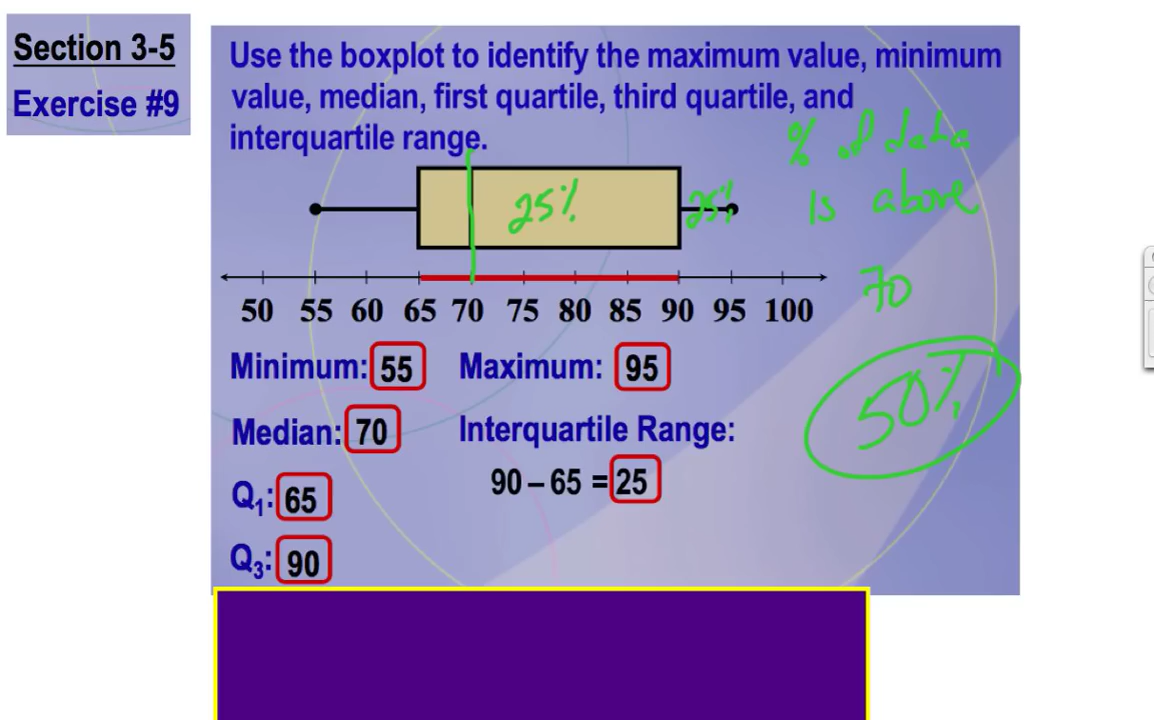 Section 3-5
Exercise #9
Use the boxplot to identify the maximum value, minimum
value, median, first quartile, third quartile, and
interquartile range.
% of data
is above
70
50%
25%
25%
50 55 60 65 70 75 80 85 90 95 100
Minimum: 55 Maximum: 95
Median: 70 Interquartile Range:
90 – 65 = 25
Q₁: 65
Q₃: 90